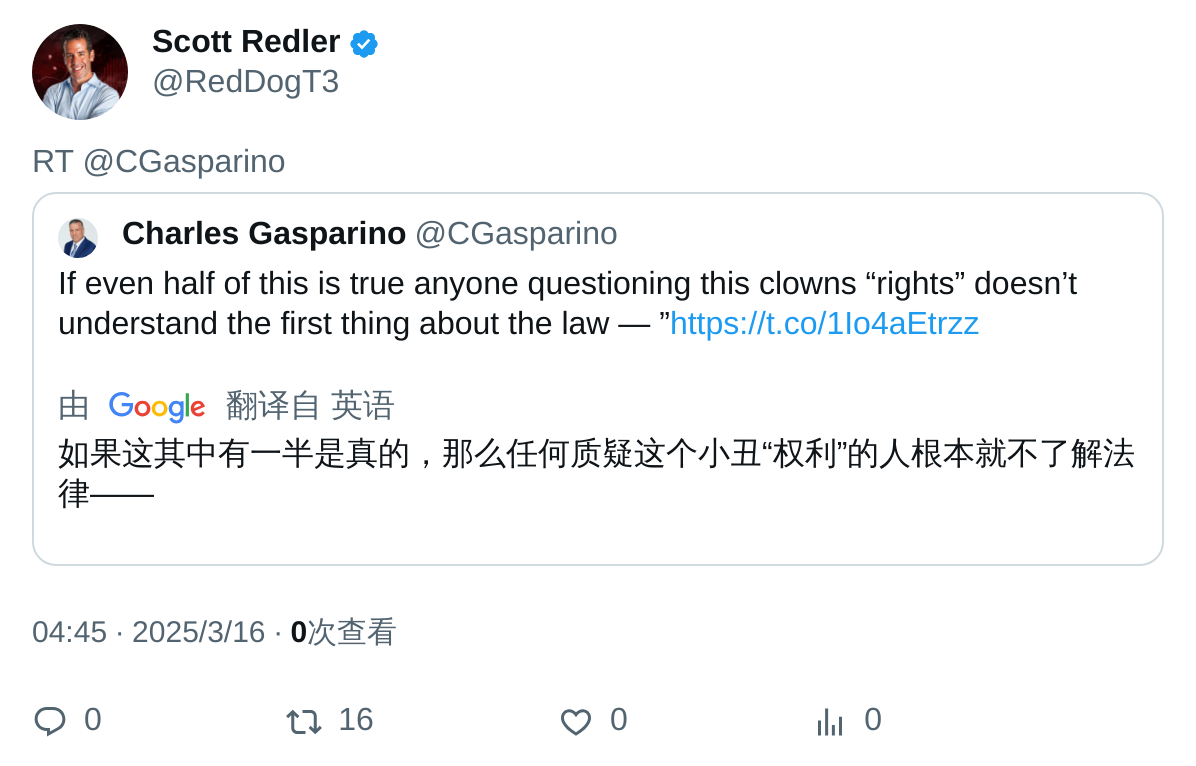 Scott Redler
@RedDogT3
RT @CGasparino
Charles Gasparino @CGasparino
If even half of this is true anyone questioning this clowns “rights” doesn’t
understand the first thing about the law — ”https://t.co/1Io4aEtrzz
由 Google 翻译自 英语
如果这其中有一半是真的，那么任何质疑这个小丑“权利”的人根本就不了解法
律——
04:45 · 2025/3/16 · 0次查看
0 16 0 0